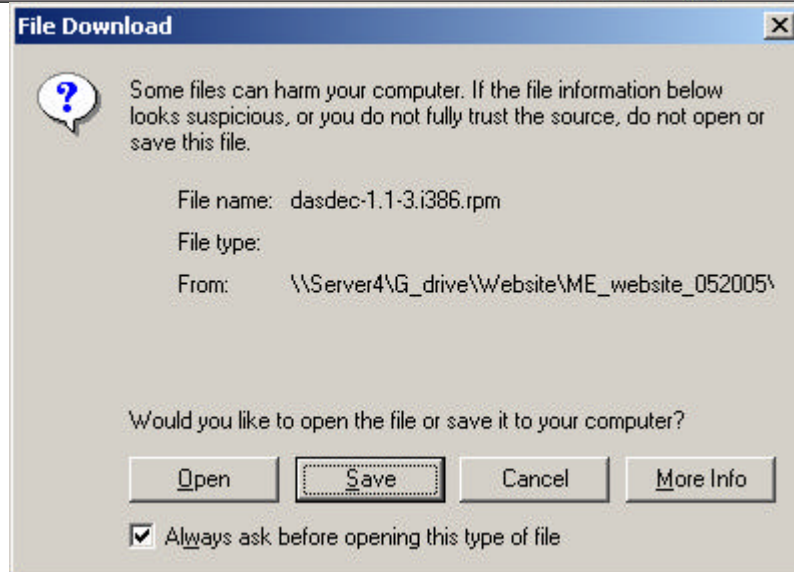 File Download
Some files can harm your computer. If the file information below
looks suspicious, or you do not fully trust the source, do not open or
save this file.
File name: dasdec-1.1-3.i386.rpm
File type:
From: \\Server4\G_drive\Website\ME_website_052005\
Would you like to open the file or save it to your computer?
Open Save Cancel More Info
Always ask before opening this type of file